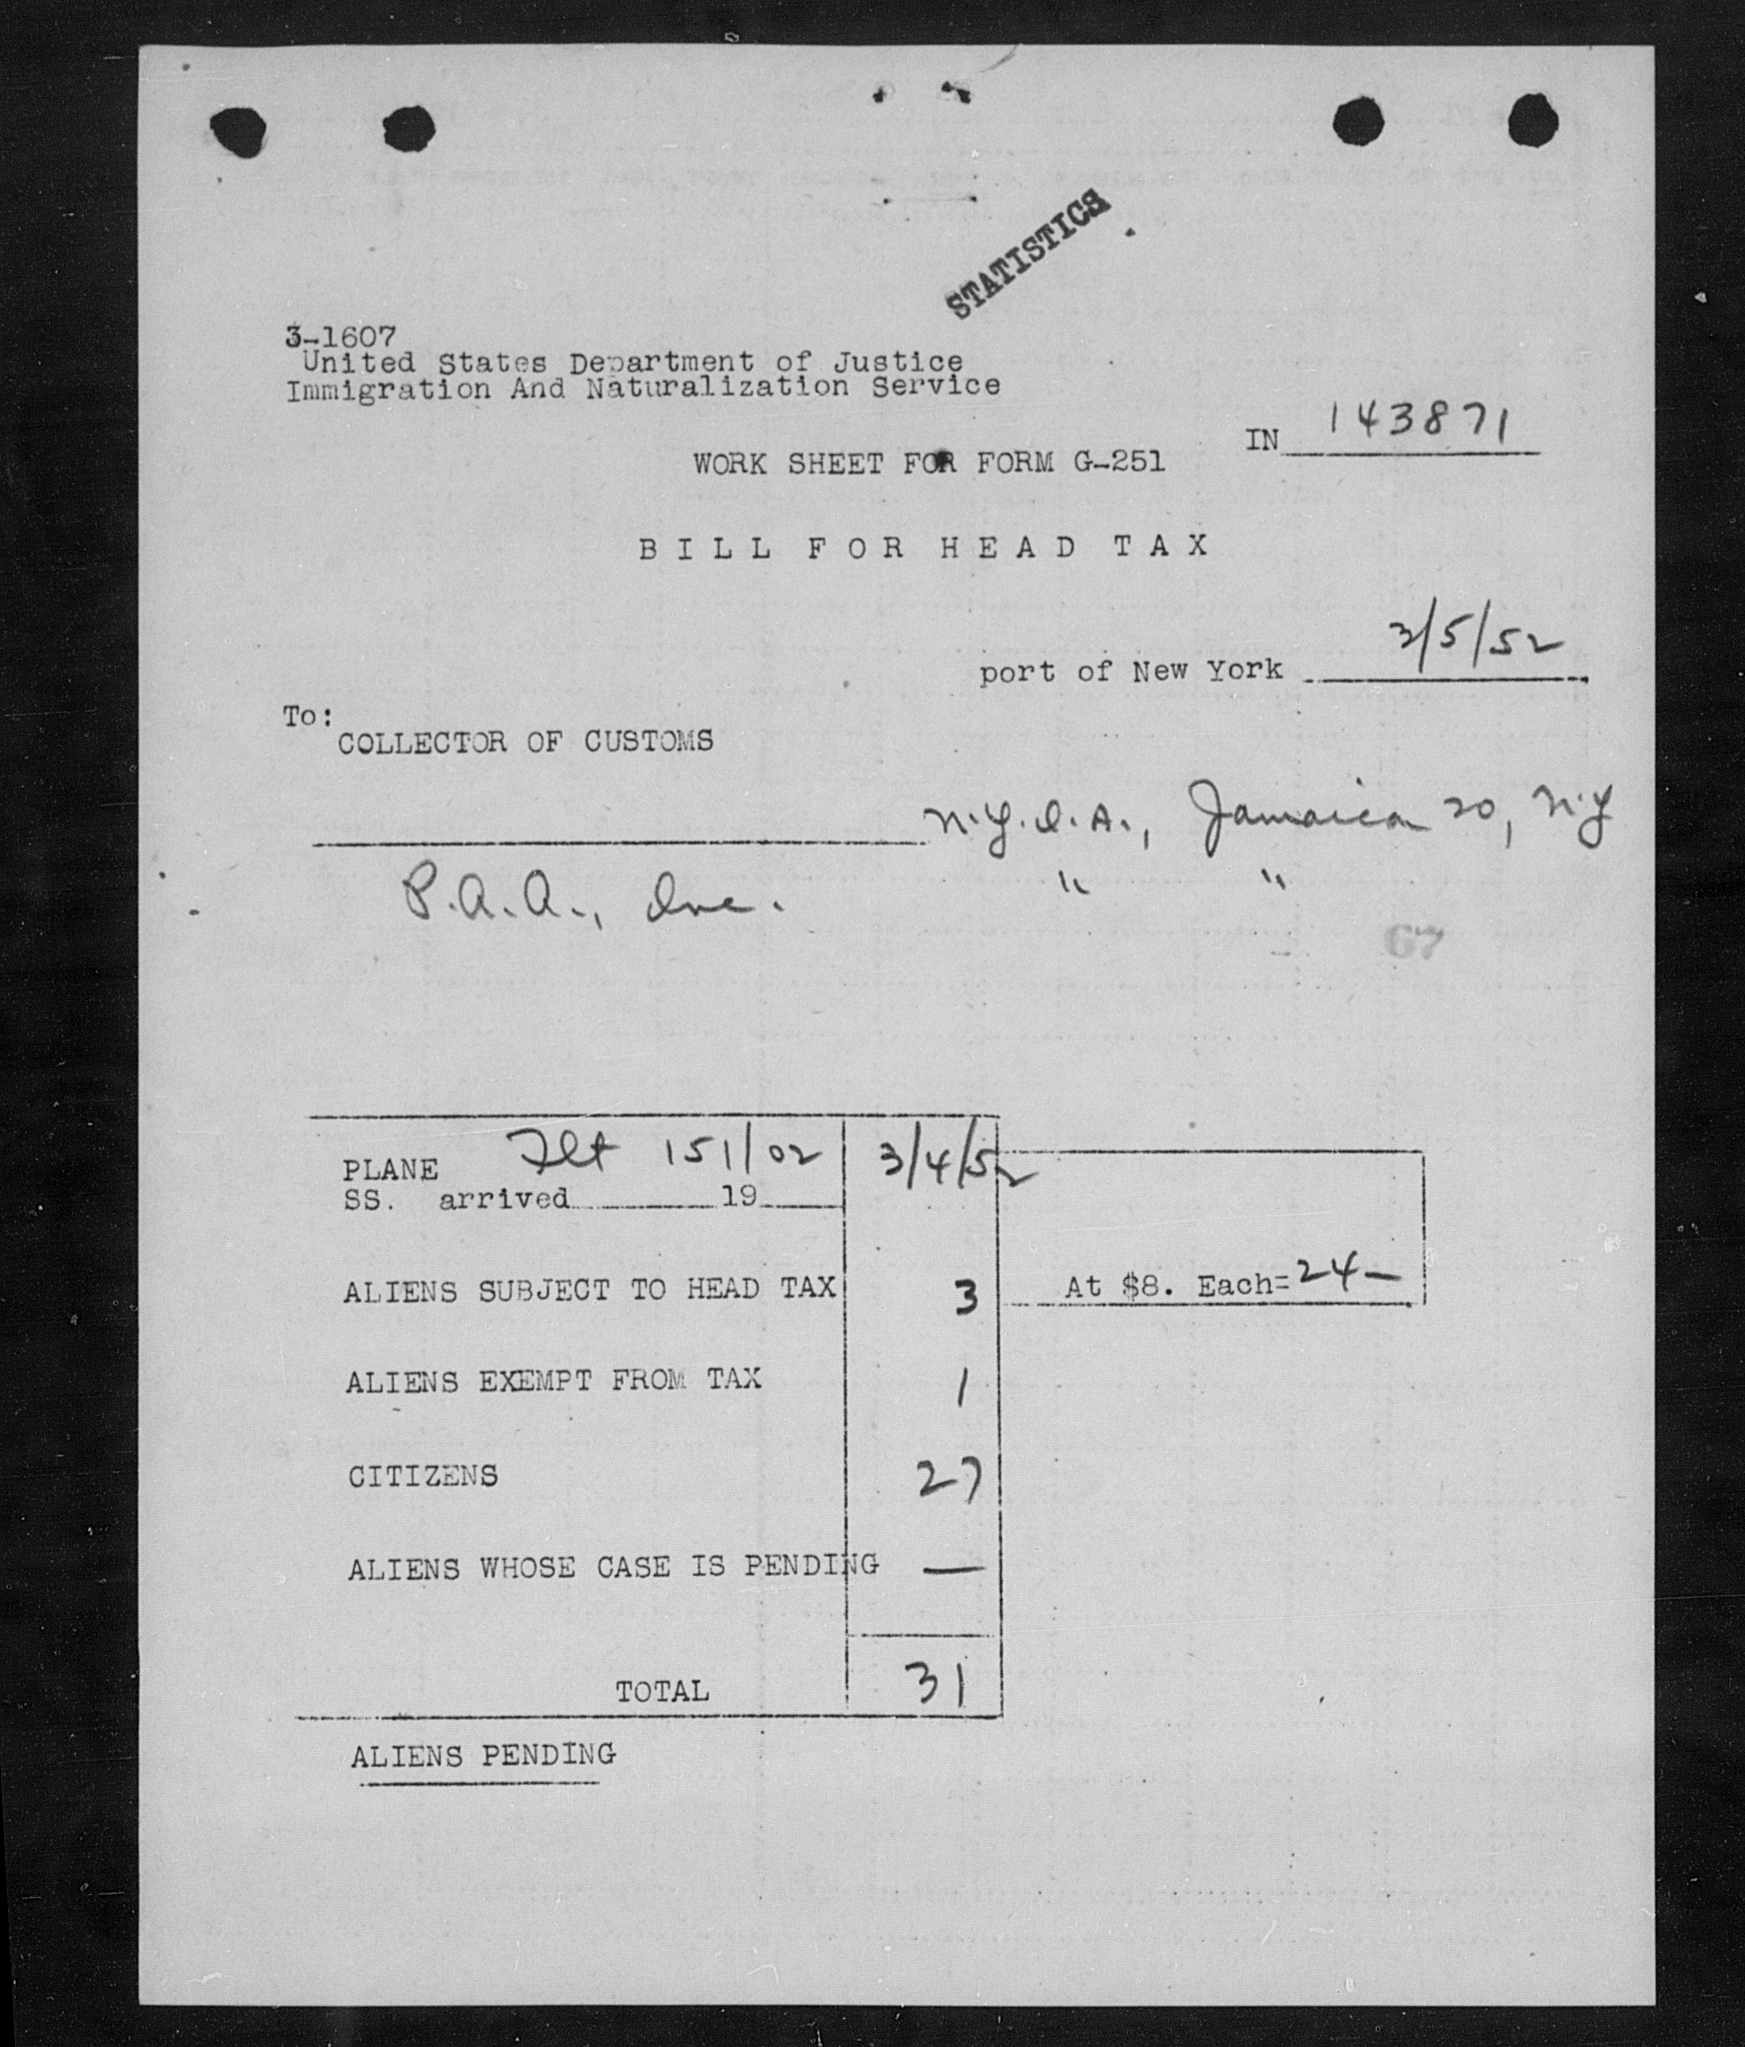 STATISTICS
3-1607
United States Department of Justice
Immigration And Naturalization Service
IN 143871
WORK SHEET FOR FORM G-251
BILL FOR HEAD TAX
port of New York 3/5/52
To:
COLLECTOR OF CUSTOMS
N.Y.I.A., Jamaica 20, N.Y
P.A.A., Inc. " "
67
PLANE Flt 151/02 3/4/52
SS. arrived 19
ALIENS SUBJECT TO HEAD TAX 3 At $8. Each=24—
ALIENS EXEMPT FROM TAX 1
CITIZENS 27
ALIENS WHOSE CASE IS PENDING —
TOTAL 31
ALIENS PENDING